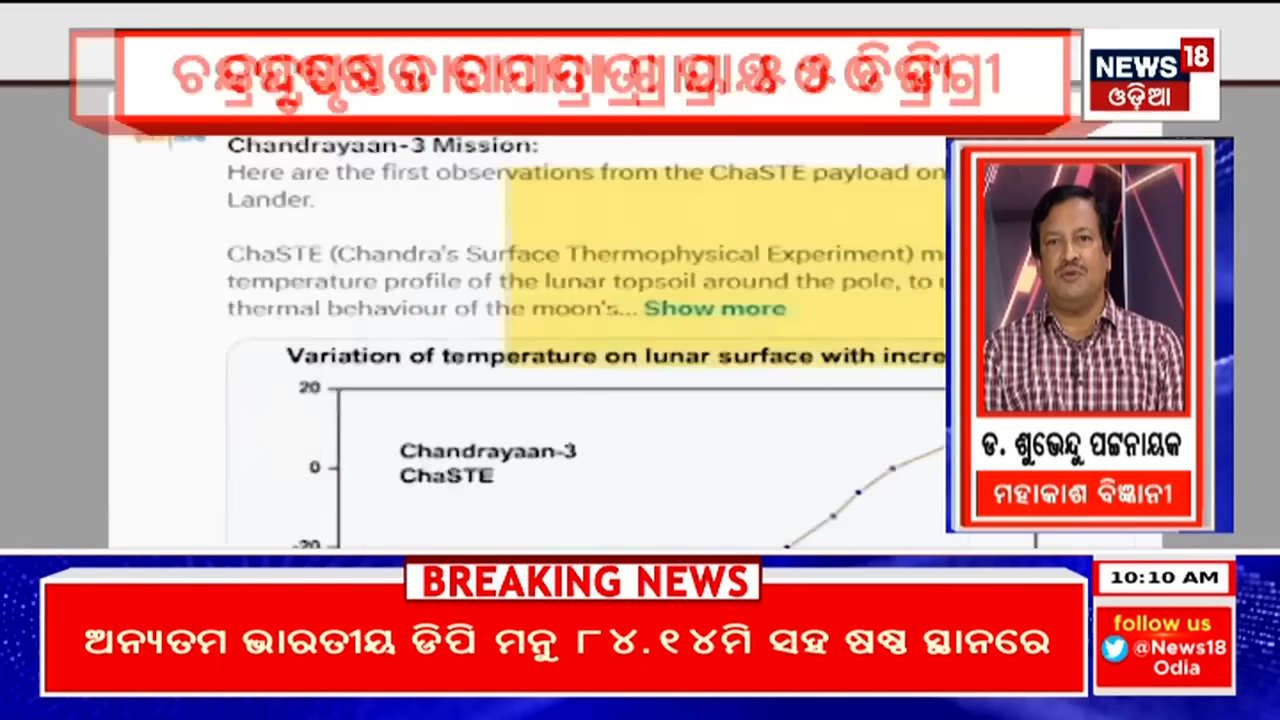 NEWS 18
ଓଡ଼ିଆ
Chandrayaan-3 Mission:
Here are the first observations from the ChaSTE payload on
Lander.
ChaSTE (Chandra's Surface Thermophysical Experiment) m
temperature profile of the lunar topsoil around the pole, to u
thermal behaviour of the moon's... Show more
Variation of temperature on lunar surface with incre
20
Chandrayaan-3
0
ChaSTE
-20
ଡ. ଶୁଭେନ୍ଦୁ ପଟ୍ଟନାୟକ
ମହାକାଶ ବିଜ୍ଞାନୀ
BREAKING NEWS
ଅନ୍ୟତମ ଭାରତୀୟ ଡିପି ମନୁ ୮୪.୧୪ମି ସହ ଷଷ୍ଠ ସ୍ଥାନରେ
10:10 AM
follow us
@News18
Odia